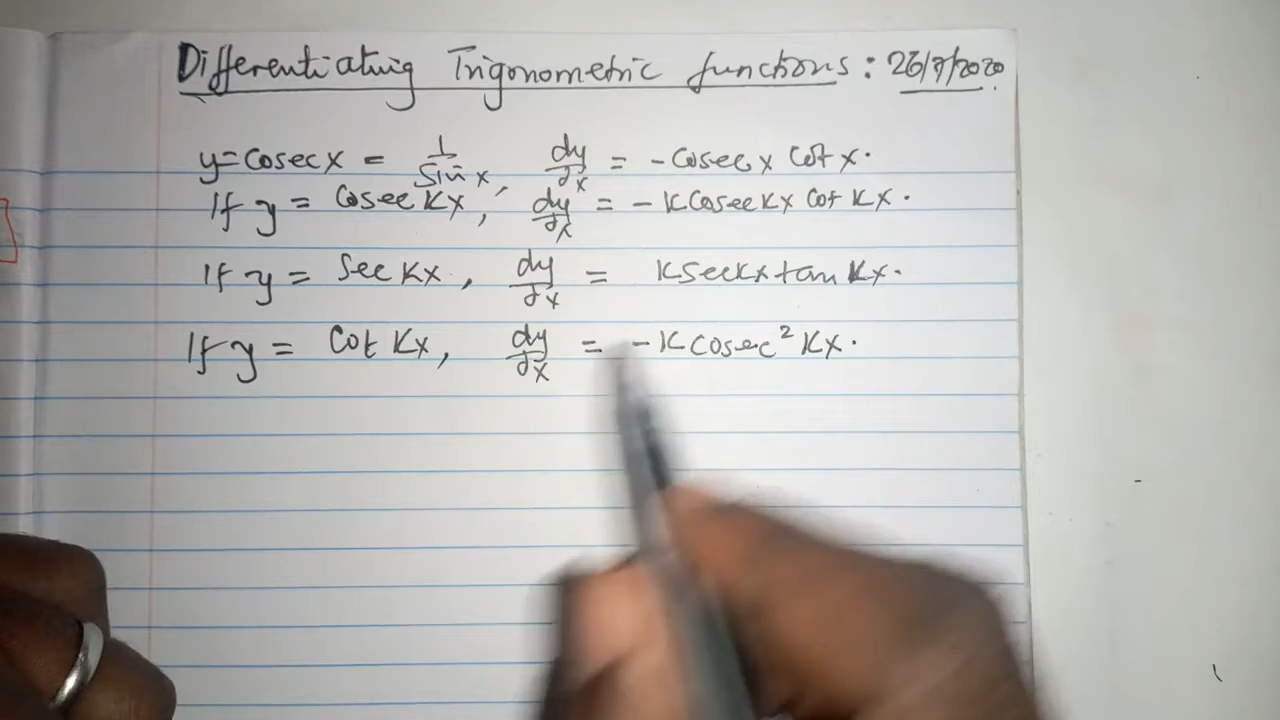 Differentiating Trigonometric functions : 26/7/2020
y=Cosec x = 1/Sin x, dy/dx = -Cosec x Cot x.
If y = Cosec Kx, dy/dx = -K Cosec Kx Cot Kx.
If y = Sec Kx, dy/dx = K Sec Kx tan Kx.
If y = Cot Kx, dy/dx = -K Cosec² Kx.